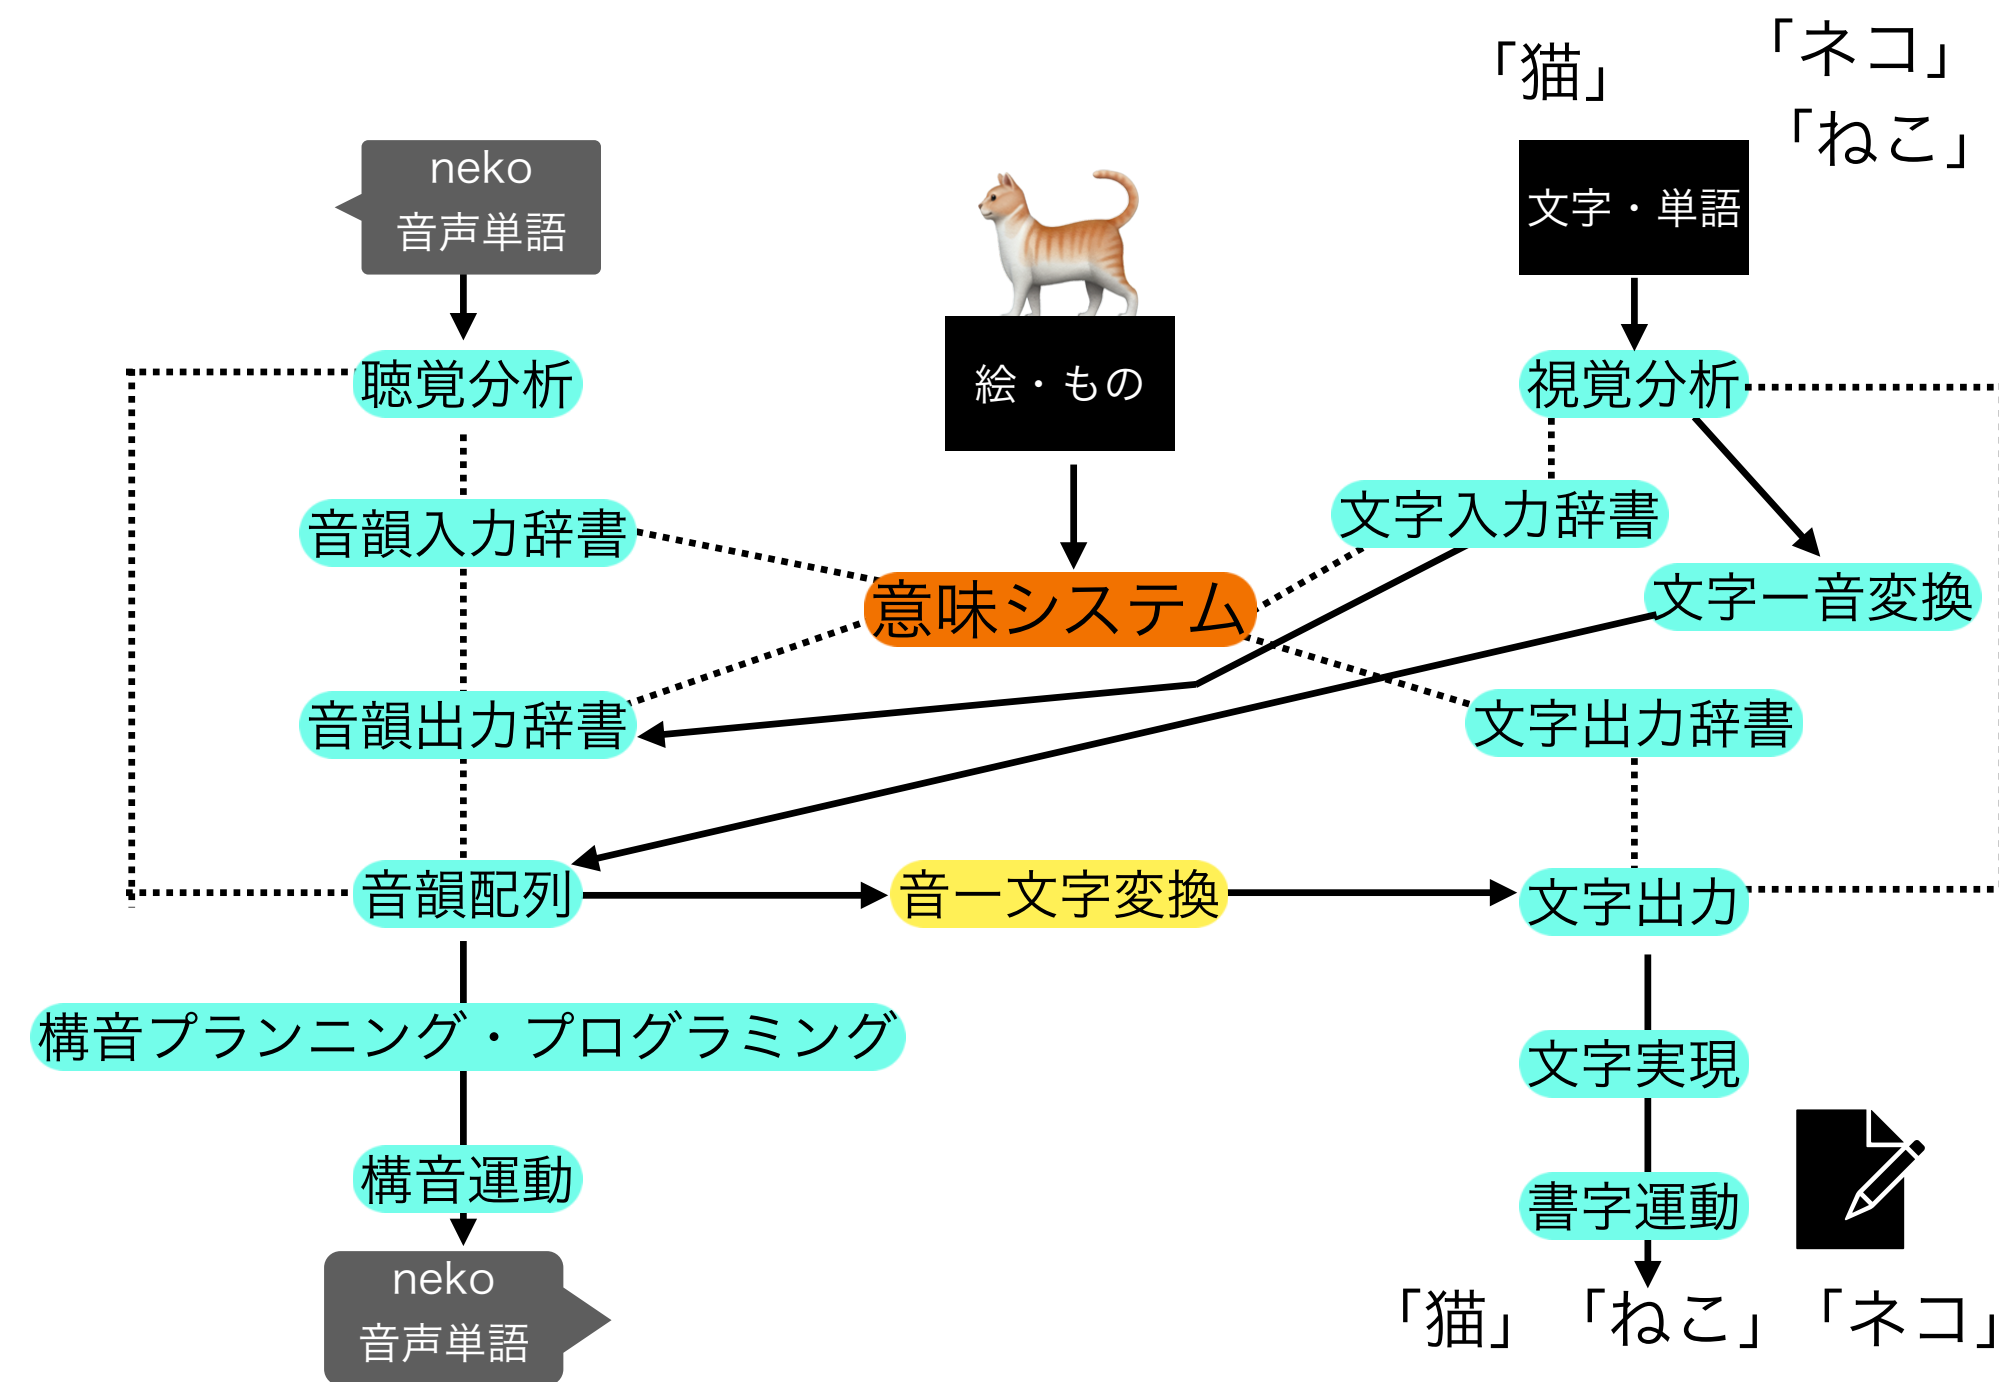 「猫」
「ネコ」
「ねこ」
neko
音声単語
文字・単語
絵・もの
聴覚分析
視覚分析
音韻入力辞書
文字入力辞書
意味システム
文字ー音変換
音韻出力辞書
文字出力辞書
音韻配列
音ー文字変換
文字出力
構音プランニング・プログラミング
文字実現
構音運動
書字運動
neko
音声単語
「猫」「ねこ」「ネコ」